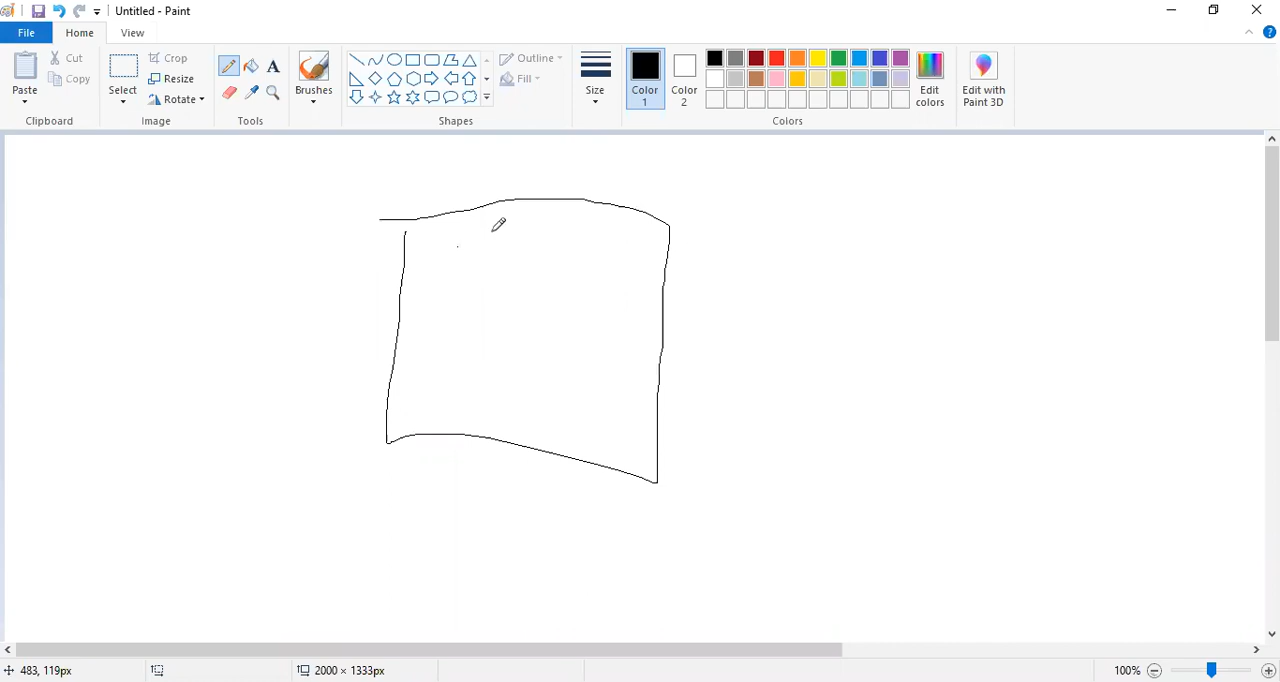 Untitled - Paint
File
Home
View
Paste
Cut
Copy
Clipboard
Select
Crop
Resize
Rotate
Image
A
Tools
Brushes
Shapes
Outline
Fill
Size
Color 1
Color 2
Colors
Edit colors
Edit with Paint 3D
483, 119px
2000 × 1333px
100%